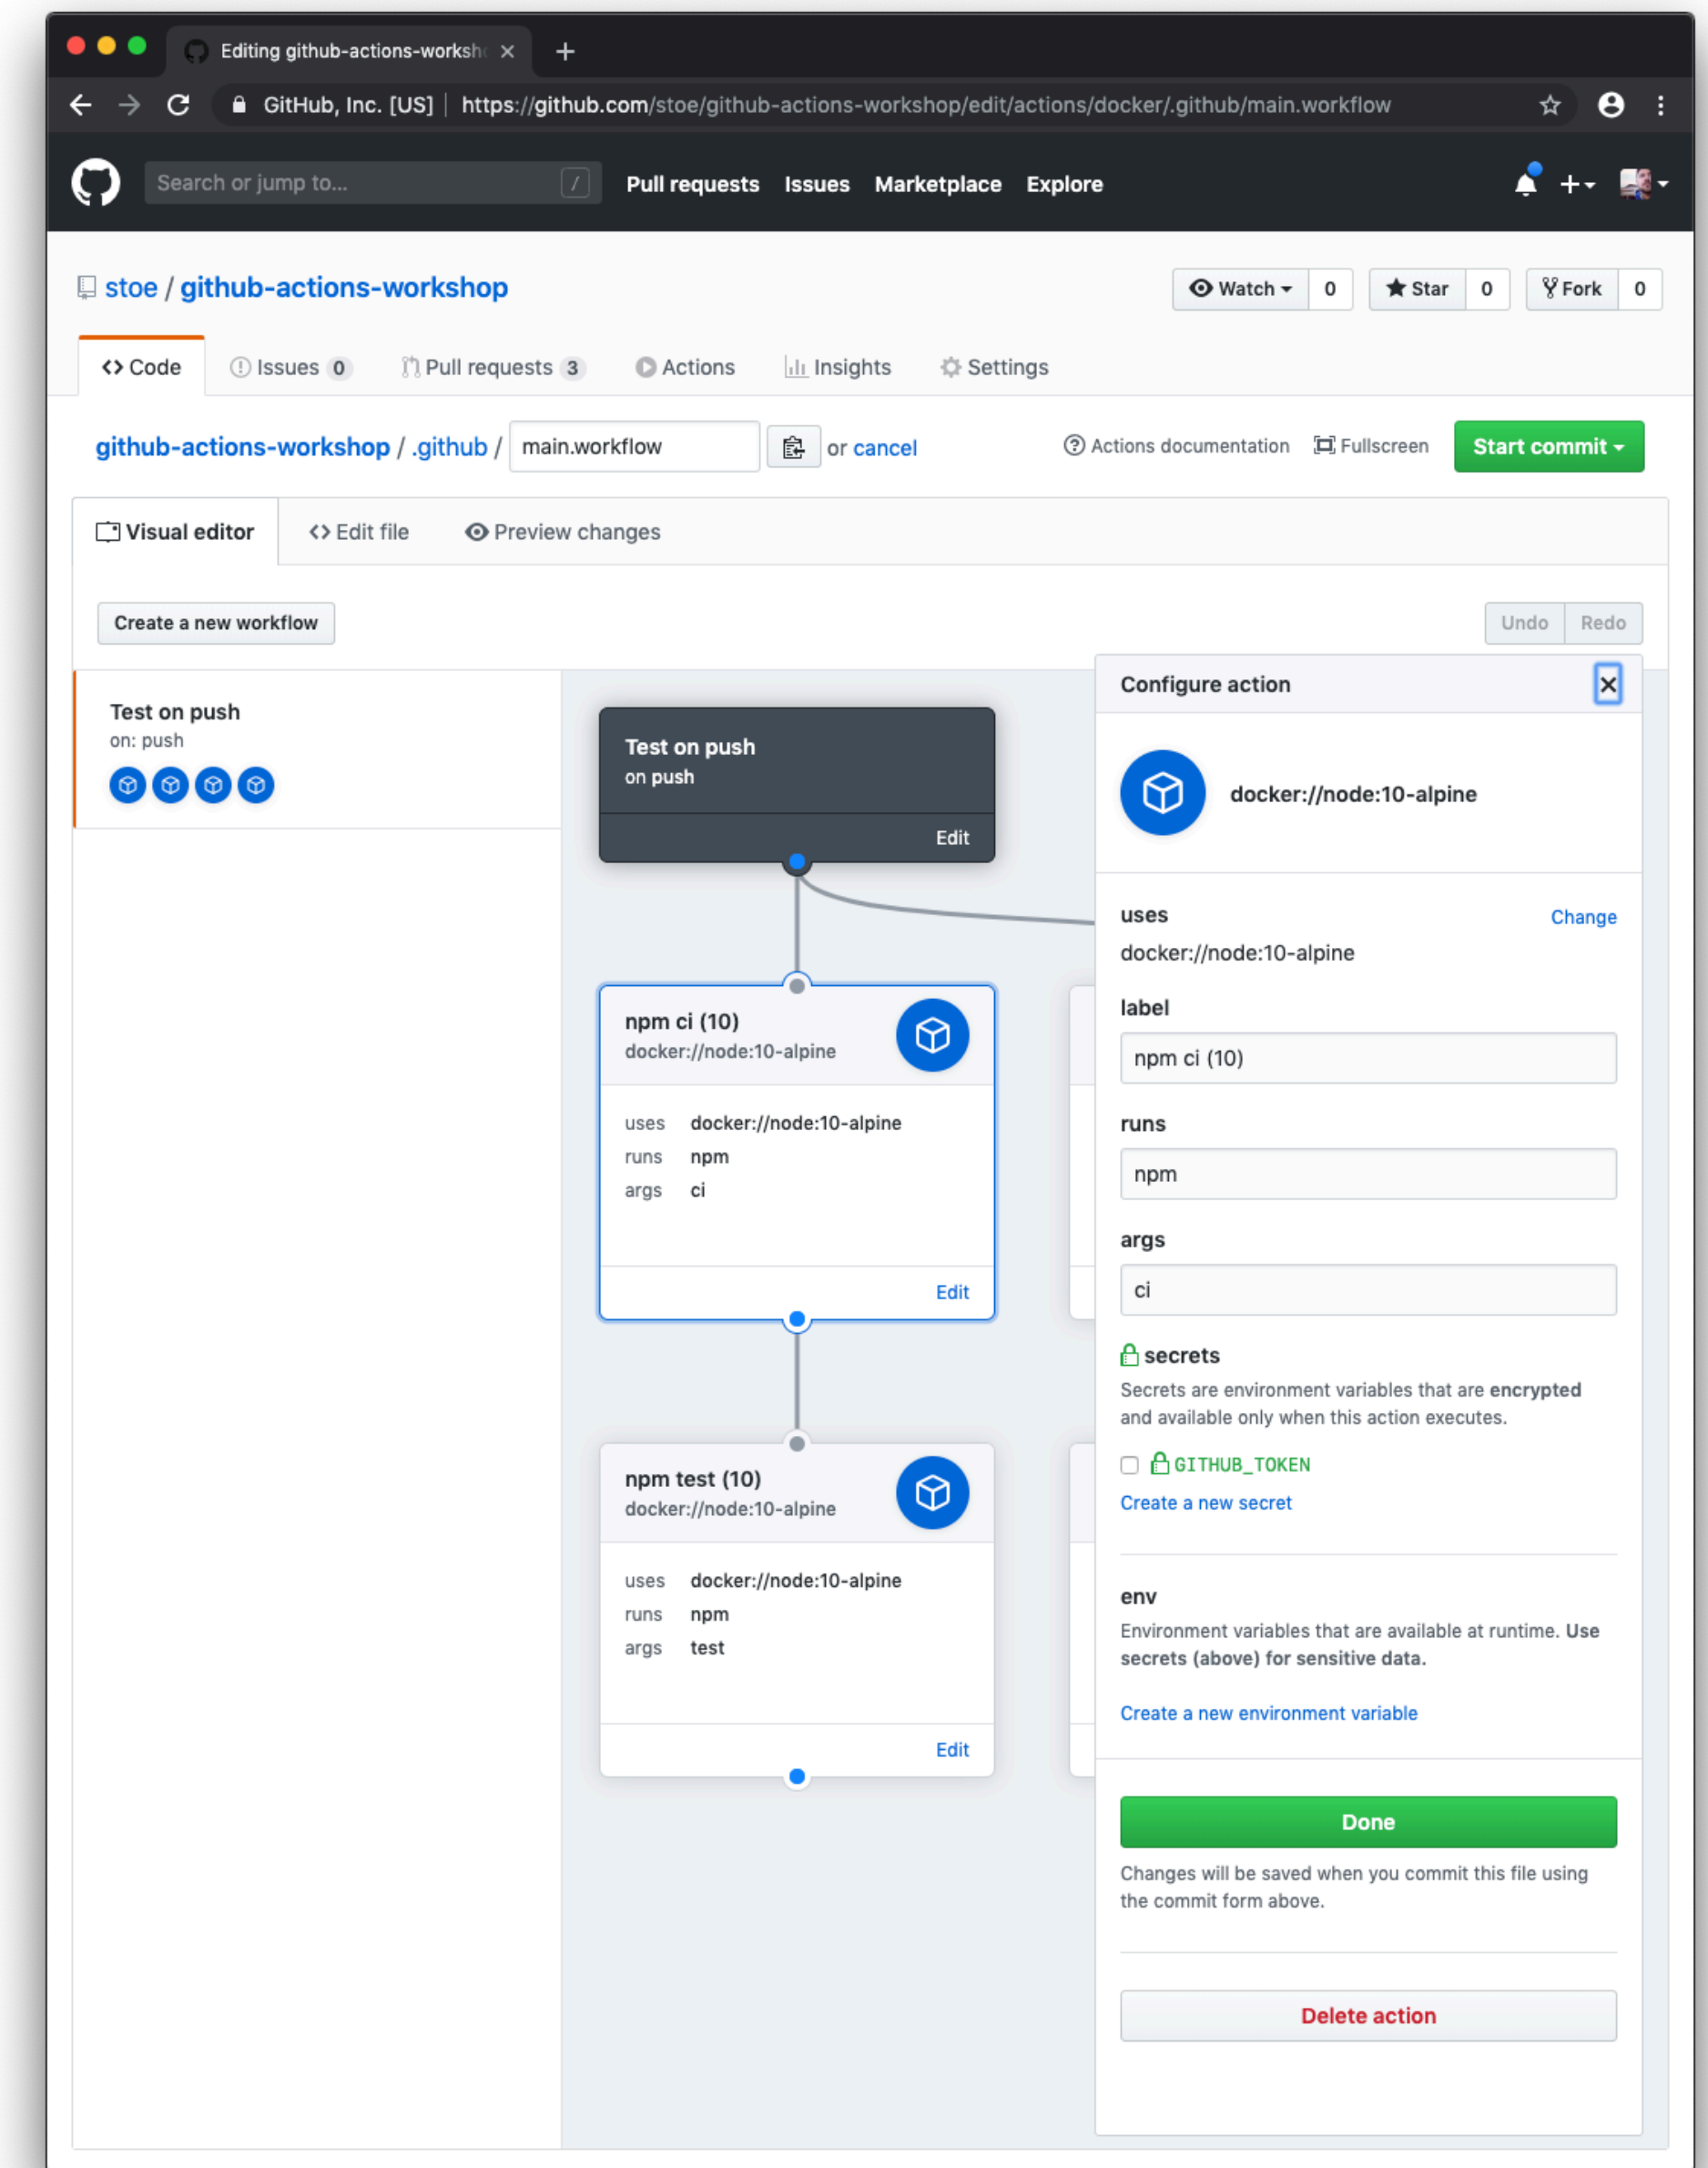 Editing github-actions-worksh
GitHub, Inc. [US] | https://github.com/stoe/github-actions-workshop/edit/actions/docker/.github/main.workflow
Search or jump to... /
Pull requests Issues Marketplace Explore
stoe / github-actions-workshop
Watch 0 Star 0 Fork 0
Code Issues 0 Pull requests 3 Actions Insights Settings
github-actions-workshop / .github / main.workflow or cancel
Actions documentation Fullscreen Start commit
Visual editor Edit file Preview changes
Create a new workflow
Undo Redo
Test on push
on: push
Test on push
on push
Edit
npm ci (10)
docker://node:10-alpine
uses docker://node:10-alpine
runs npm
args ci
Edit
npm test (10)
docker://node:10-alpine
uses docker://node:10-alpine
runs npm
args test
Edit
Configure action
docker://node:10-alpine
uses Change
docker://node:10-alpine
label
npm ci (10)
runs
npm
args
ci
secrets
Secrets are environment variables that are encrypted
and available only when this action executes.
GITHUB_TOKEN
Create a new secret
env
Environment variables that are available at runtime. Use
secrets (above) for sensitive data.
Create a new environment variable
Done
Changes will be saved when you commit this file using
the commit form above.
Delete action